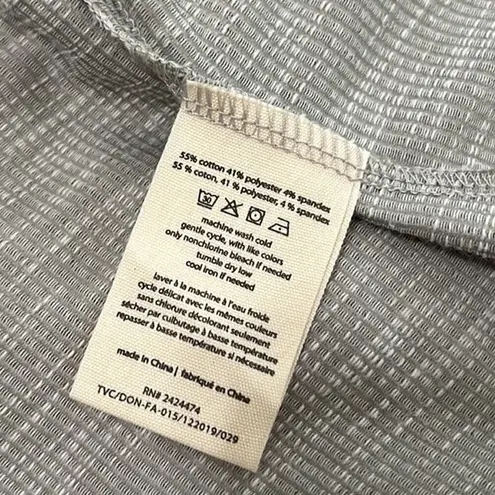 55% cotton 41% polyester 4% spandex
55 % coton, 41 % polyester, 4 % spandex
30
machine wash cold
gentle cycle, with like colors
only nonchlorine bleach if needed
tumble dry low
cool iron if needed
laver à la machine à l'eau froide
cycle délicat avec les mêmes couleurs
sans chlorure décolorant seulement
sécher par culbutage à basse température
repasser à basse température si nécessaire
made in China | fabriqué en Chine
RN# 2424474
TVC/DON-FA-015/122019/029